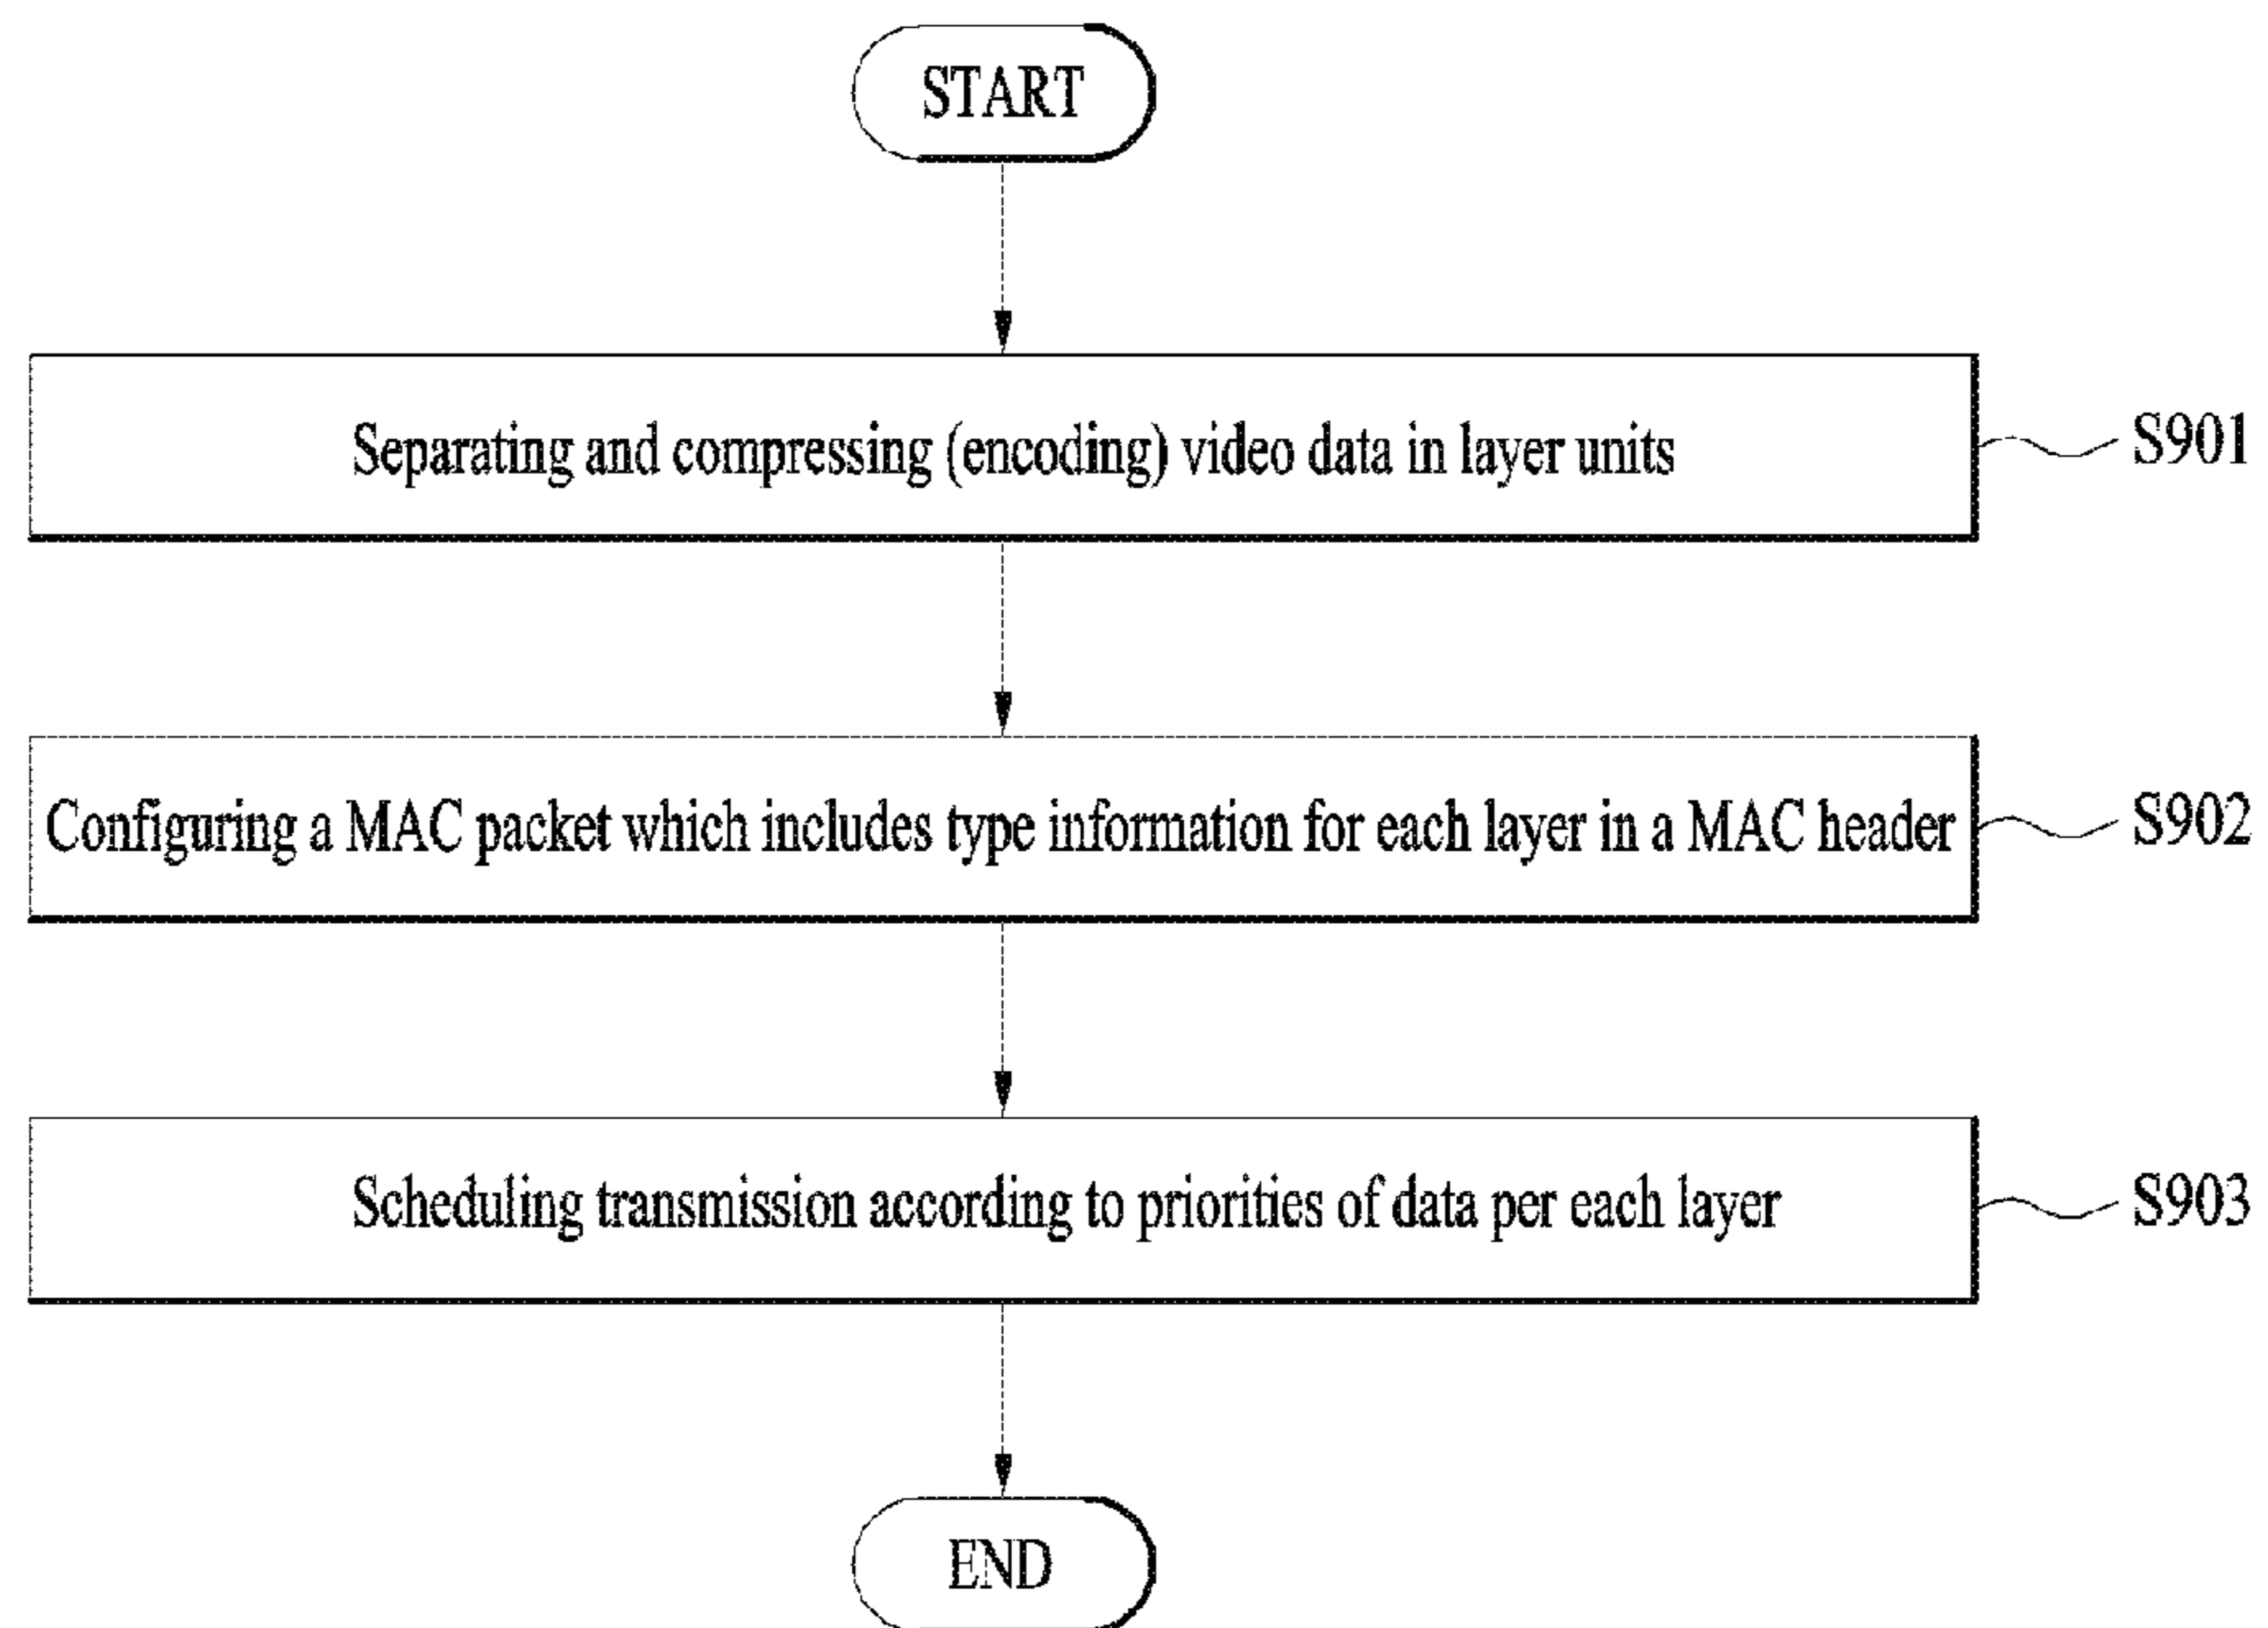 START
Separating and compressing (encoding) video data in layer units
S901
Configuring a MAC packet which includes type information for each layer in a MAC header
S902
Scheduling transmission according to priorities of data per each layer
S903
END